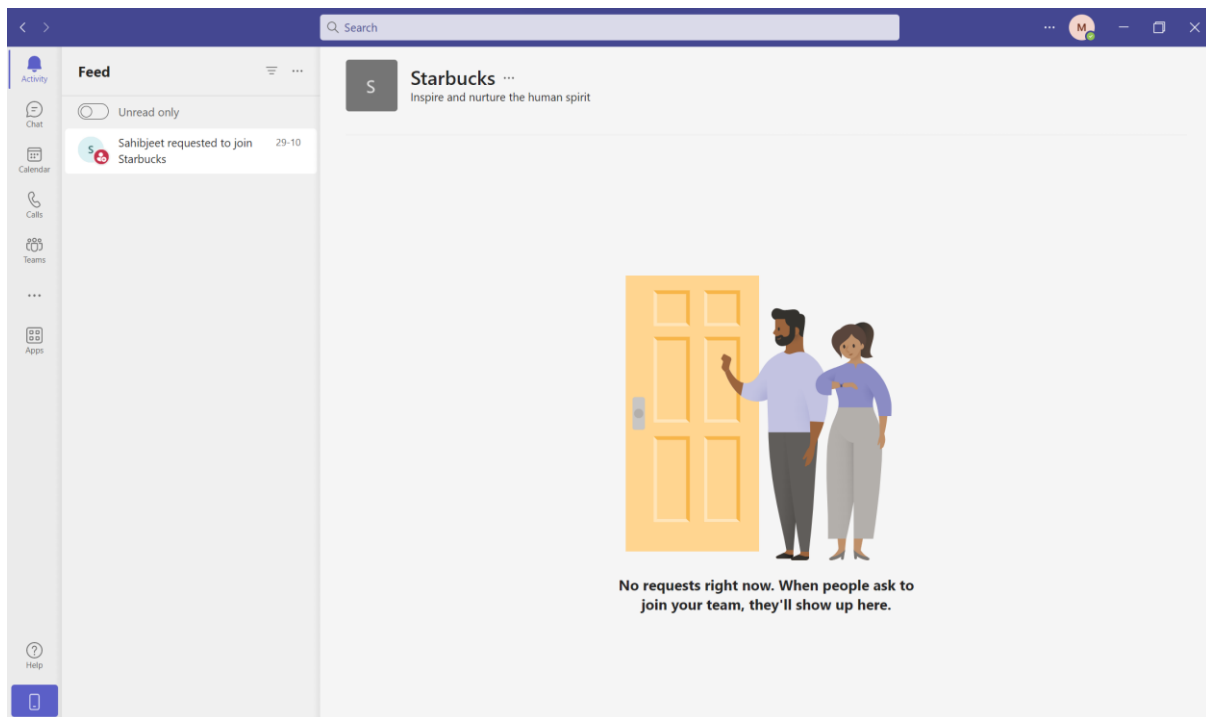 Search
...
M
Activity
Chat
Calendar
Calls
Teams
...
Apps
Help
Feed
...
Unread only
S
Sahibjeet requested to join
Starbucks
29-10
S
Starbucks ...
Inspire and nurture the human spirit
No requests right now. When people ask to
join your team, they'll show up here.